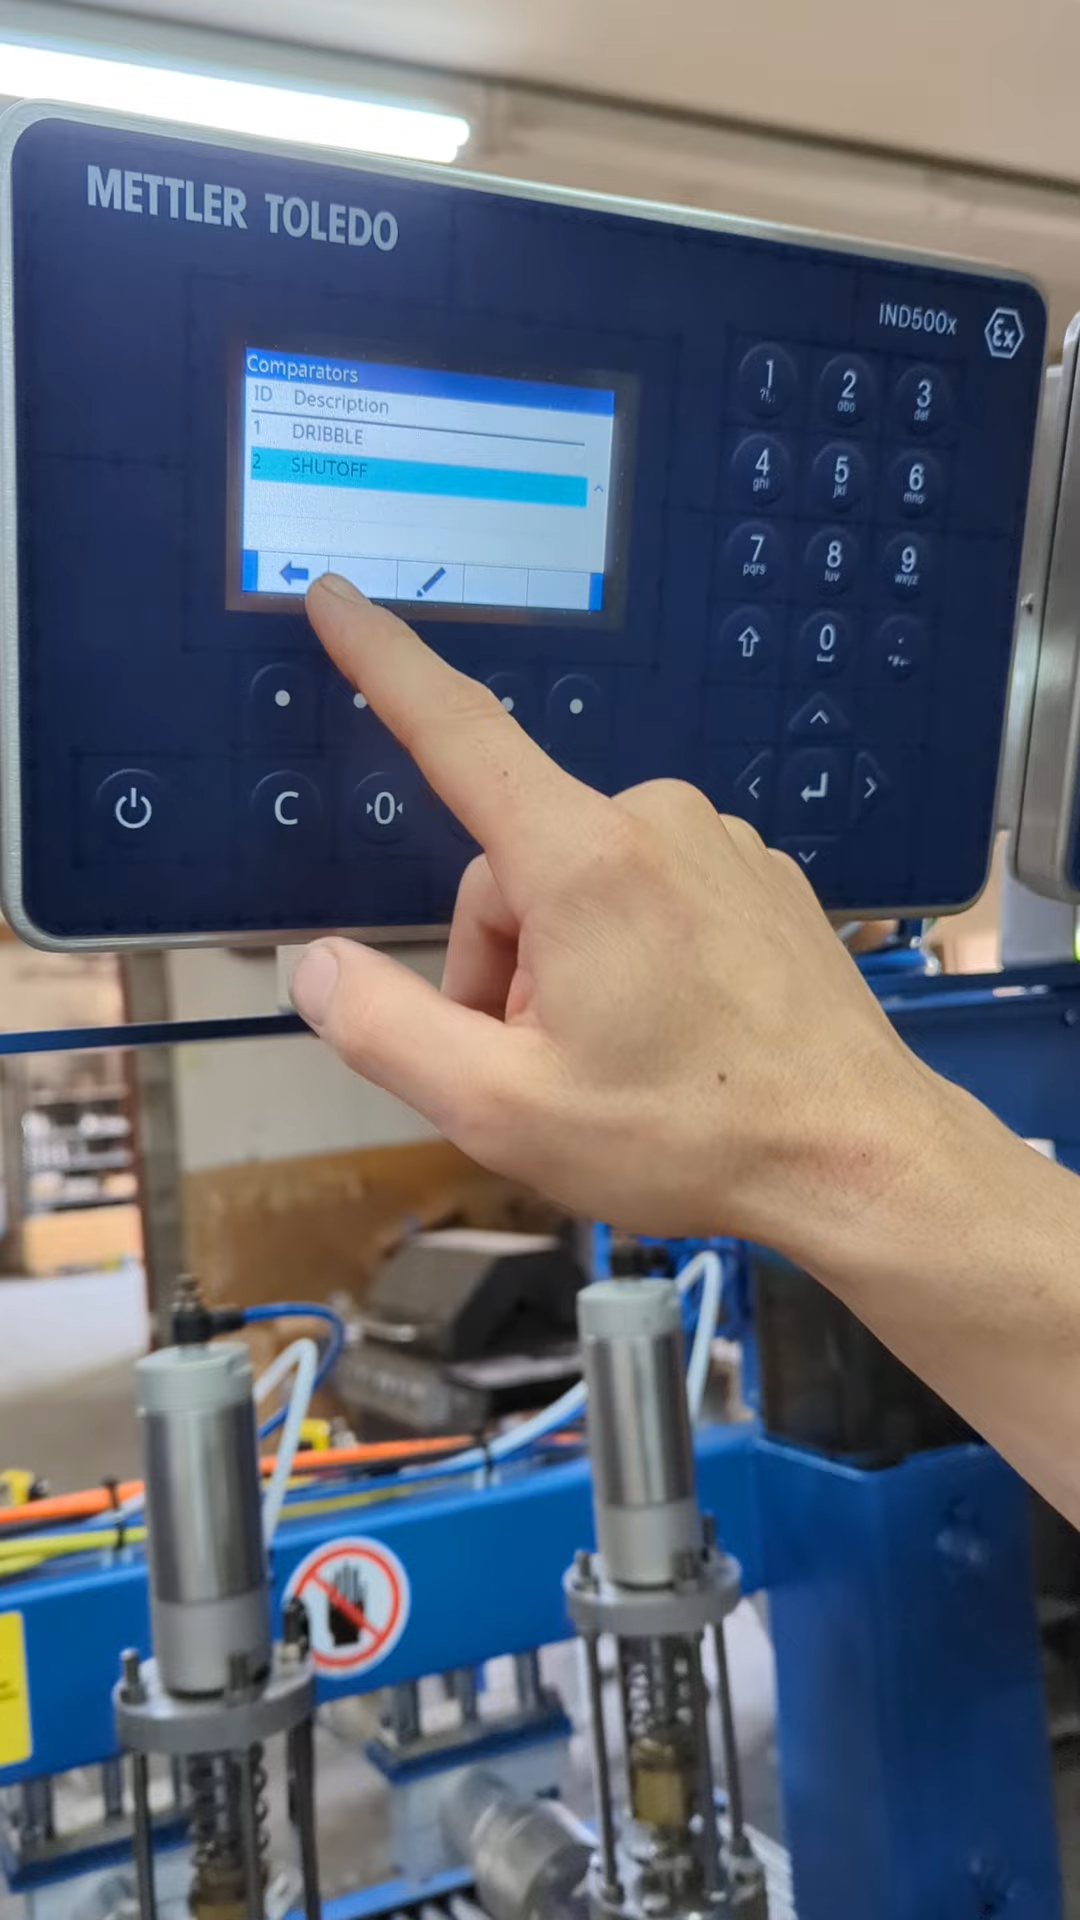 METTLER TOLEDO
IND500x
Ex
Comparators
ID Description
1 DRIBBLE
2 SHUTOFF
1
2
abc
3
def
4
ghi
5
jkl
6
mno
7
pqrs
8
tuv
9
wxyz
0
C
0